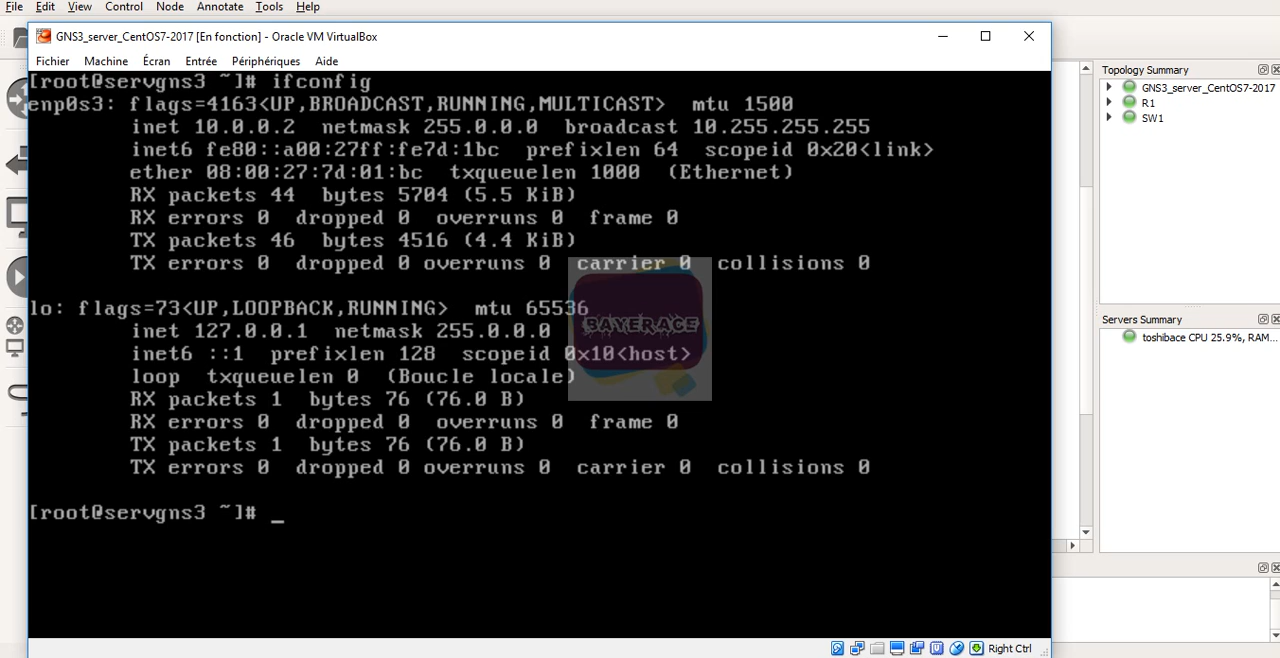 File Edit View Control Node Annotate Tools Help
GNS3_server_CentOS7-2017 [En fonction] - Oracle VM VirtualBox
Fichier Machine Écran Entrée Périphériques Aide
[root@servgns3 ~]# ifconfig
enp0s3: flags=4163<UP,BROADCAST,RUNNING,MULTICAST> mtu 1500
inet 10.0.0.2 netmask 255.0.0.0 broadcast 10.255.255.255
inet6 fe80::a00:27ff:fe7d:1bc prefixlen 64 scopeid 0x20<link>
ether 08:00:27:7d:01:bc txqueuelen 1000 (Ethernet)
RX packets 44 bytes 5704 (5.5 KiB)
RX errors 0 dropped 0 overruns 0 frame 0
TX packets 46 bytes 4516 (4.4 KiB)
TX errors 0 dropped 0 overruns 0 carrier 0 collisions 0
lo: flags=73<UP,LOOPBACK,RUNNING> mtu 65536
inet 127.0.0.1 netmask 255.0.0.0
inet6 ::1 prefixlen 128 scopeid 0x10<host>
loop txqueuelen 0 (Boucle locale)
RX packets 1 bytes 76 (76.0 B)
RX errors 0 dropped 0 overruns 0 frame 0
TX packets 1 bytes 76 (76.0 B)
TX errors 0 dropped 0 overruns 0 carrier 0 collisions 0
[root@servgns3 ~]# _
BAYERACE
Right Ctrl
Topology Summary
GNS3_server_CentOS7-2017
R1
SW1
Servers Summary
toshibace CPU 25.9%, RAM...